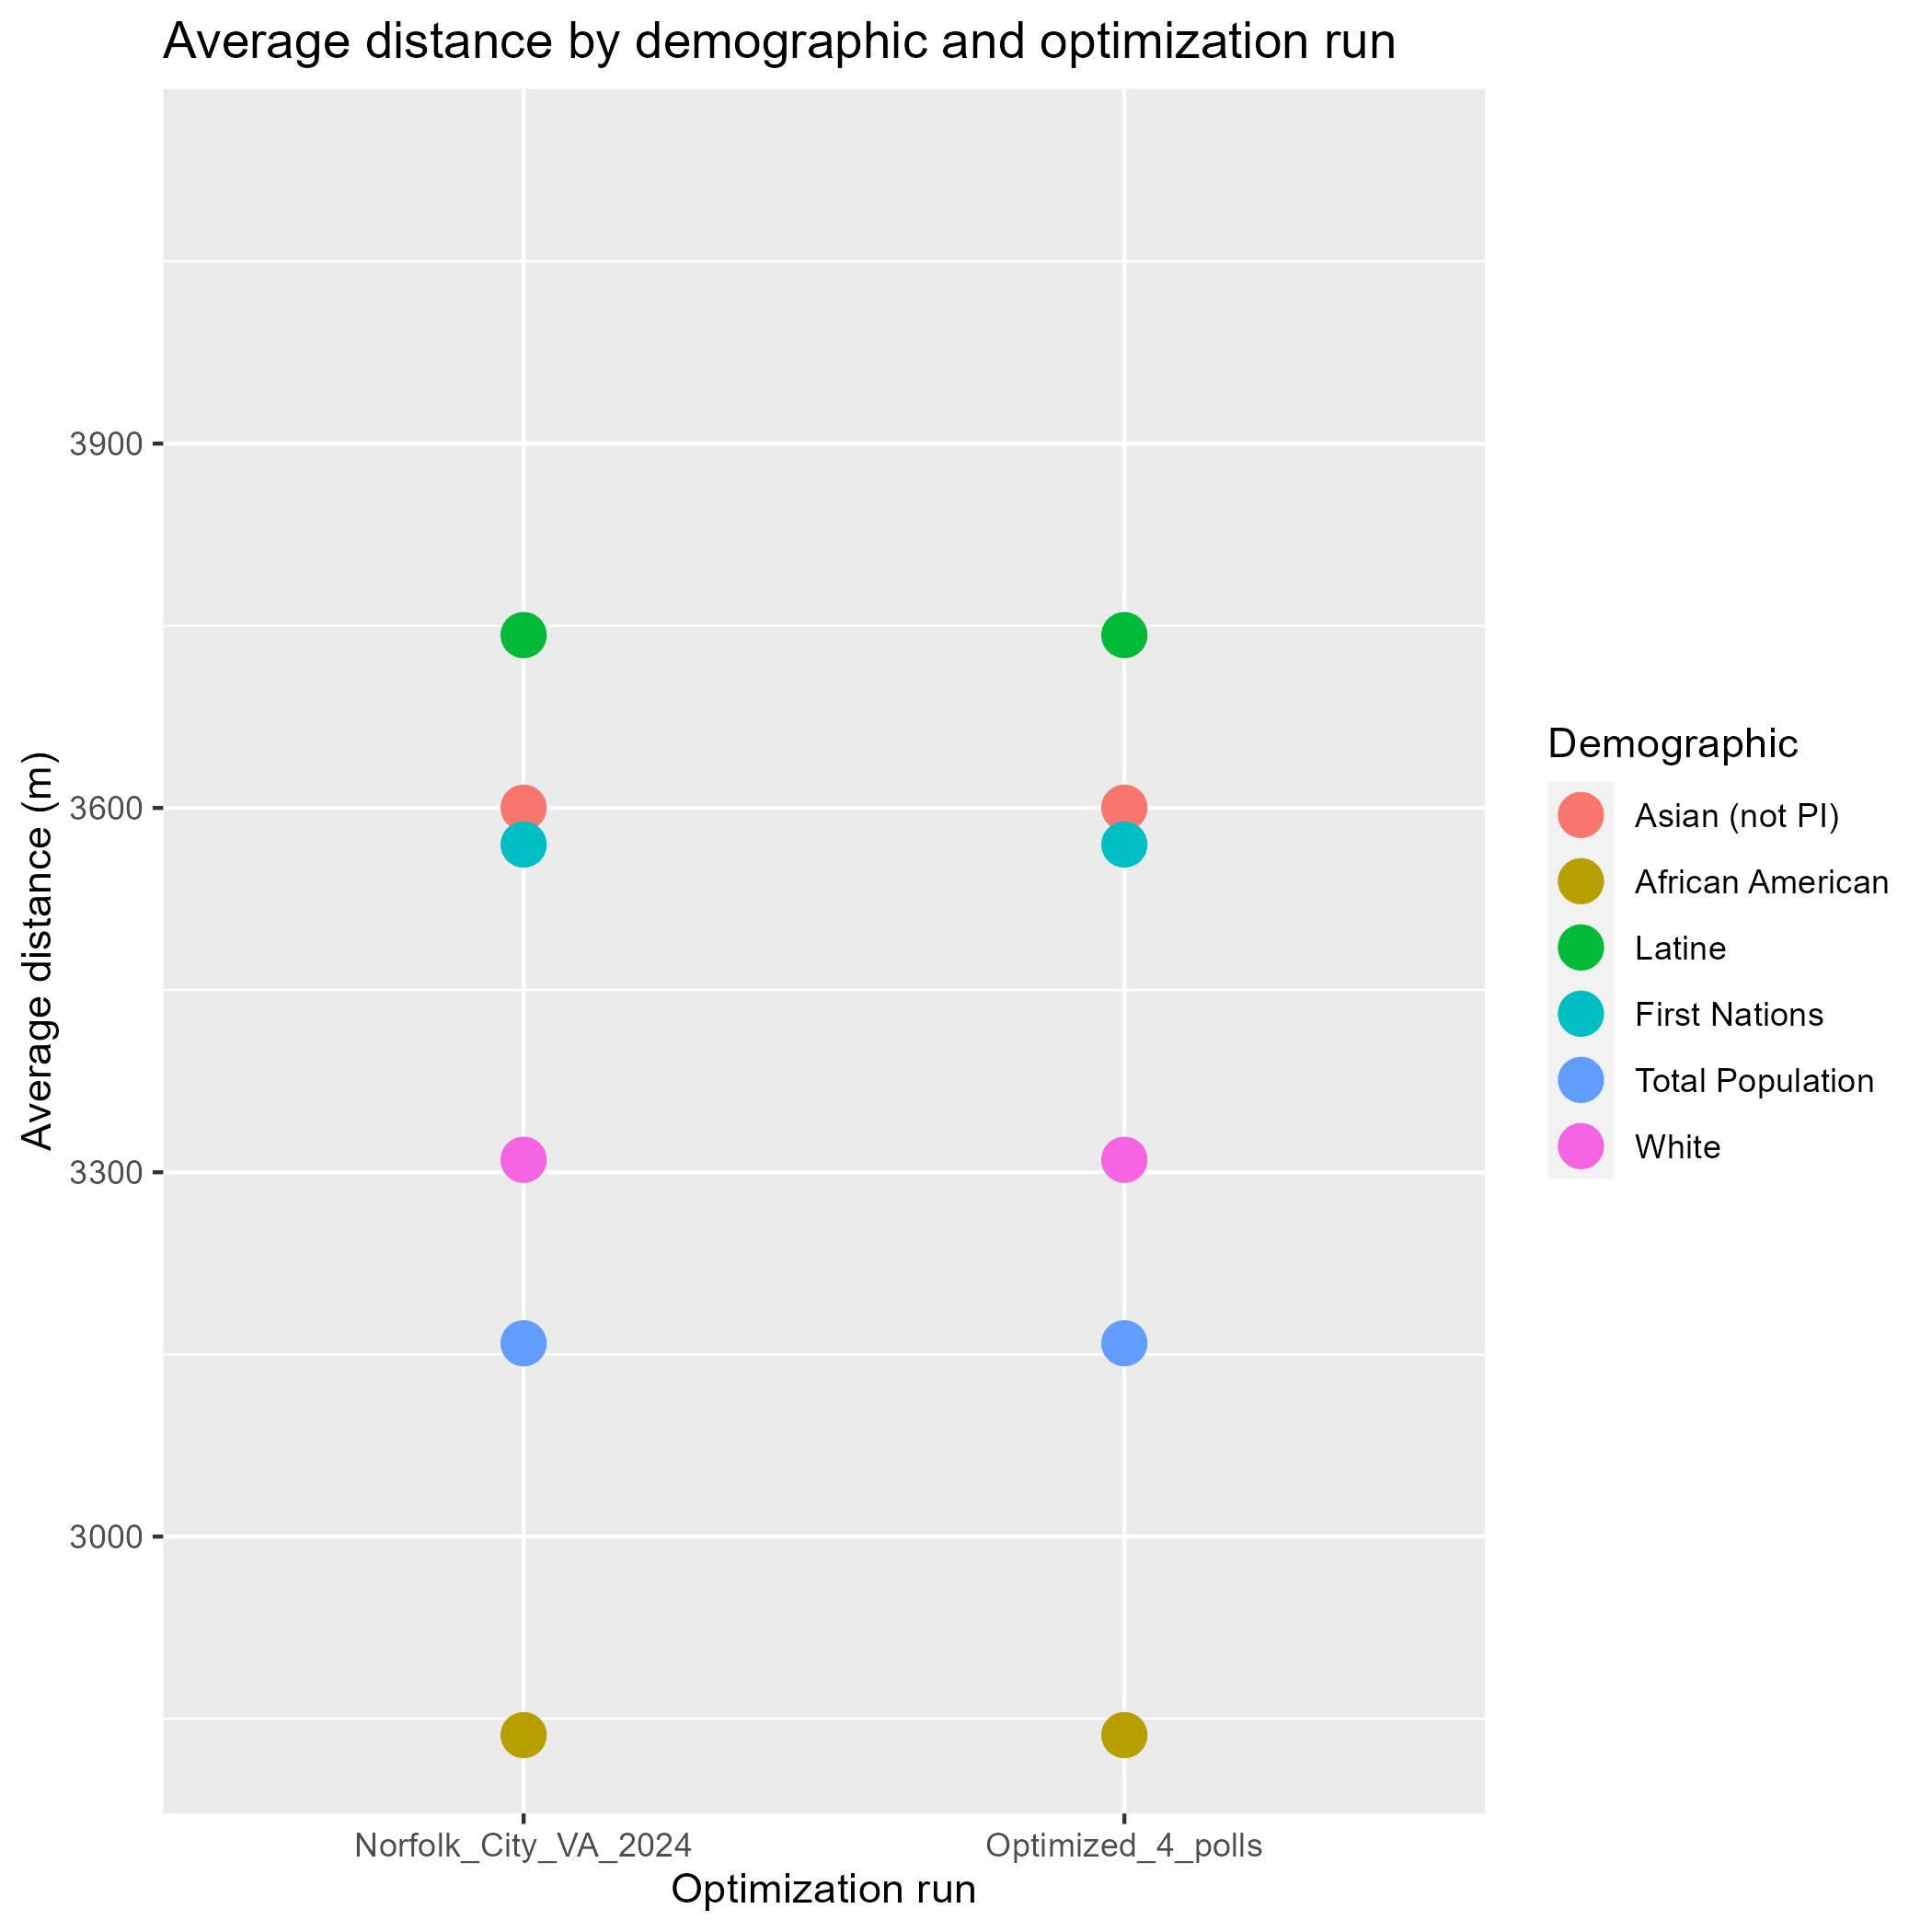 Average distance by demographic and optimization run
Average distance (m)
3900
3600
3300
3000
Norfolk_City_VA_2024
Optimized_4_polls
Optimization run
Demographic
Asian (not PI)
African American
Latine
First Nations
Total Population
White